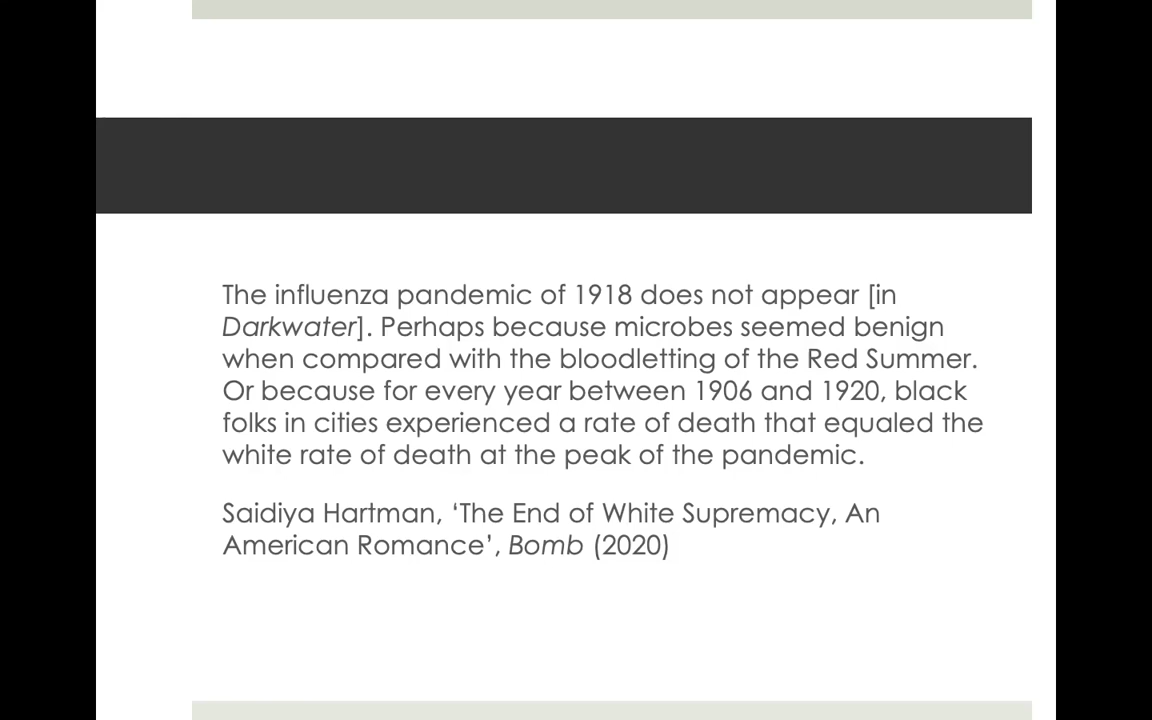 The influenza pandemic of 1918 does not appear [in
Darkwater]. Perhaps because microbes seemed benign
when compared with the bloodletting of the Red Summer.
Or because for every year between 1906 and 1920, black
folks in cities experienced a rate of death that equaled the
white rate of death at the peak of the pandemic.
Saidiya Hartman, ‘The End of White Supremacy, An
American Romance’, Bomb (2020)